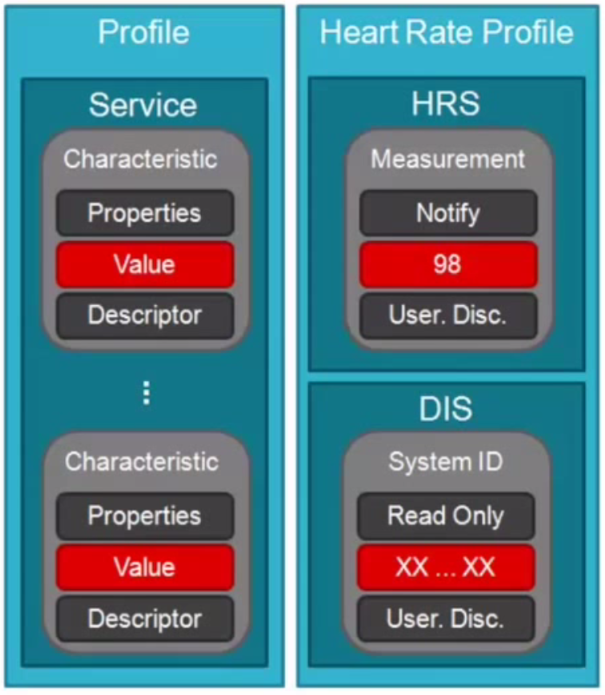 Profile
Service
Characteristic
Properties
Value
Descriptor
...
Characteristic
Properties
Value
Descriptor
Heart Rate Profile
HRS
Measurement
Notify
98
User. Disc.
DIS
System ID
Read Only
XX ... XX
User. Disc.